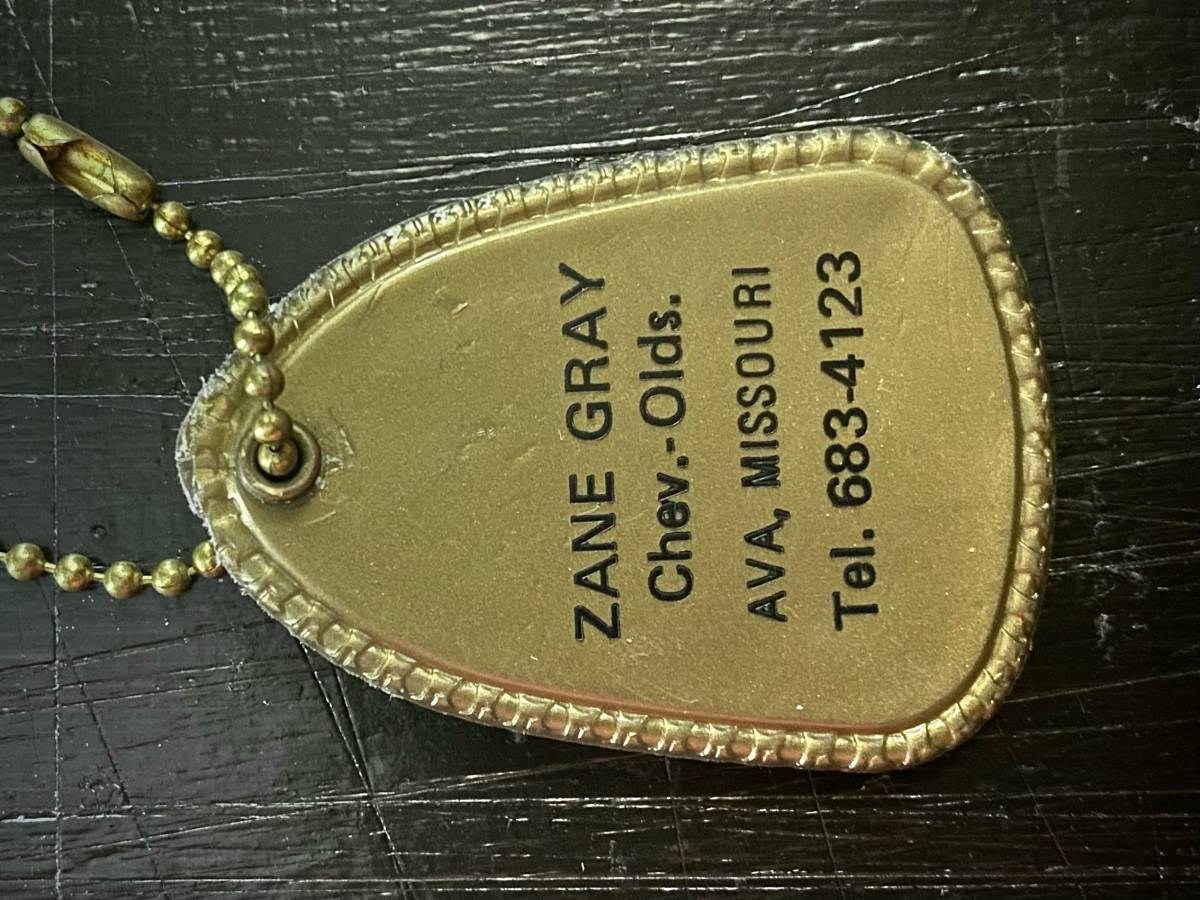 ZANE GRAY
Chev.-Olds.
AVA, MISSOURI
Tel. 683-4123